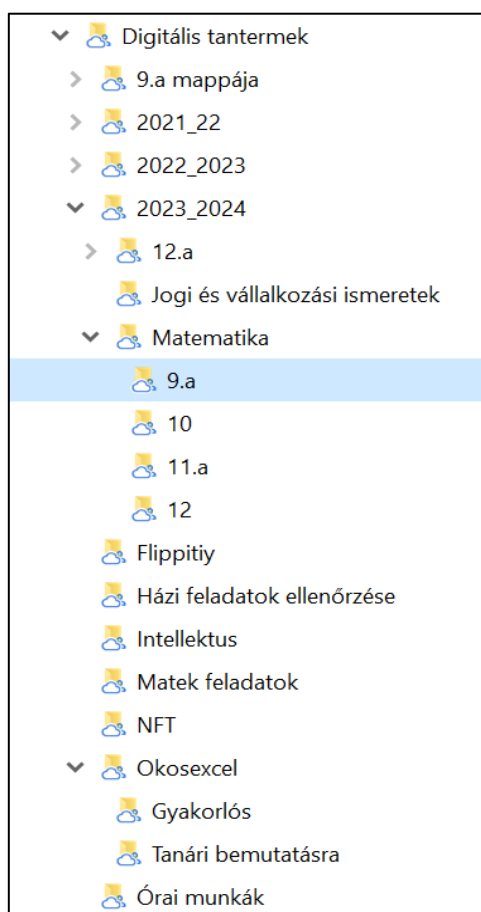 Digitális tantermek
9.a mappája
2021_22
2022_2023
2023_2024
12.a
Jogi és vállalkozási ismeretek
Matematika
9.a
10
11.a
12
Flippitiy
Házi feladatok ellenőrzése
Intellektus
Matek feladatok
NFT
Okosexcel
Gyakorlós
Tanári bemutatásra
Órai munkák